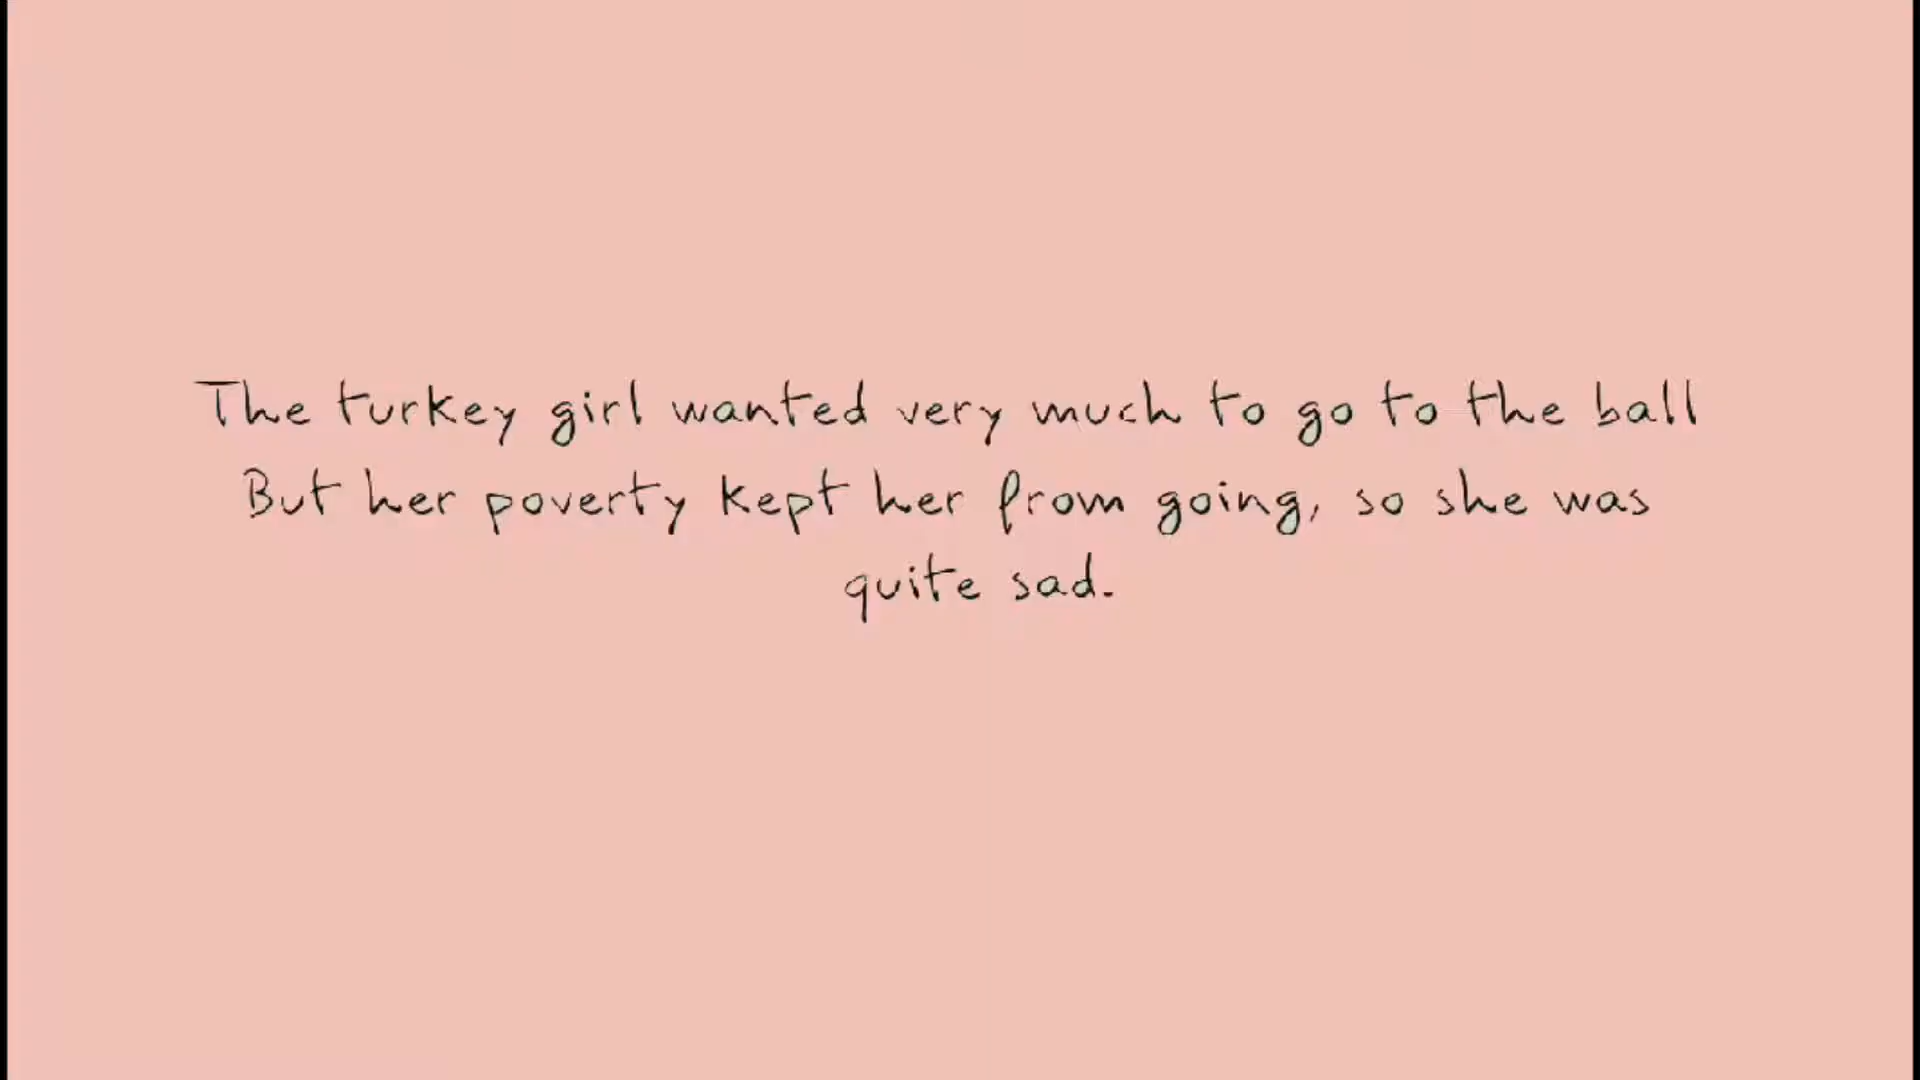 The turkey girl wanted very much to go to the ball
But her poverty kept her from going, so she was
quite sad.